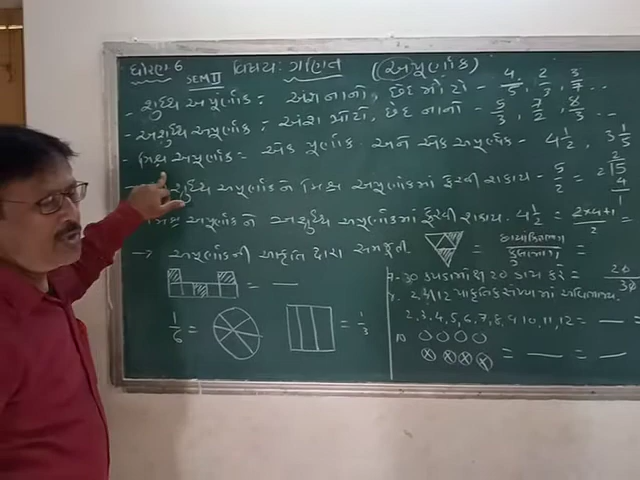 ધોરણ 6 SEM II વિષય: ગણિત (અપૂર્ણાંક)
- શુદ્ધ અપૂર્ણાંક: અંશ નાનો, છેદ મોટો - 4/5, 2/3, 3/7 ..
- અશુદ્ધ અપૂર્ણાંક: અંશ મોટો, છેદ નાનો - 5/3, 7/2, 8/3 ..
- મિશ્ર અપૂર્ણાંક - એક પૂર્ણાંક અને એક અપૂર્ણાંક - 4 1/2, 3 1/5
અશુદ્ધ અપૂર્ણાંકને મિશ્ર અપૂર્ણાંકમાં ફેરવી શકાય - 5/2 = 2) 5 4 1
મિશ્ર અપૂર્ણાંકને અશુદ્ધ અપૂર્ણાંકમાં ફેરવી શકાય. 4 1/2 = 2×4+1/2 =
→ અપૂર્ણાંકની આકૃતિ દ્વારા સમજૂતી. =
= —
1/6 =
= 1/3
30 20 = 20/30
2, 3, 4, 5, 6, 7, 8, 9, 10, 11, 12 = — =
= — = —